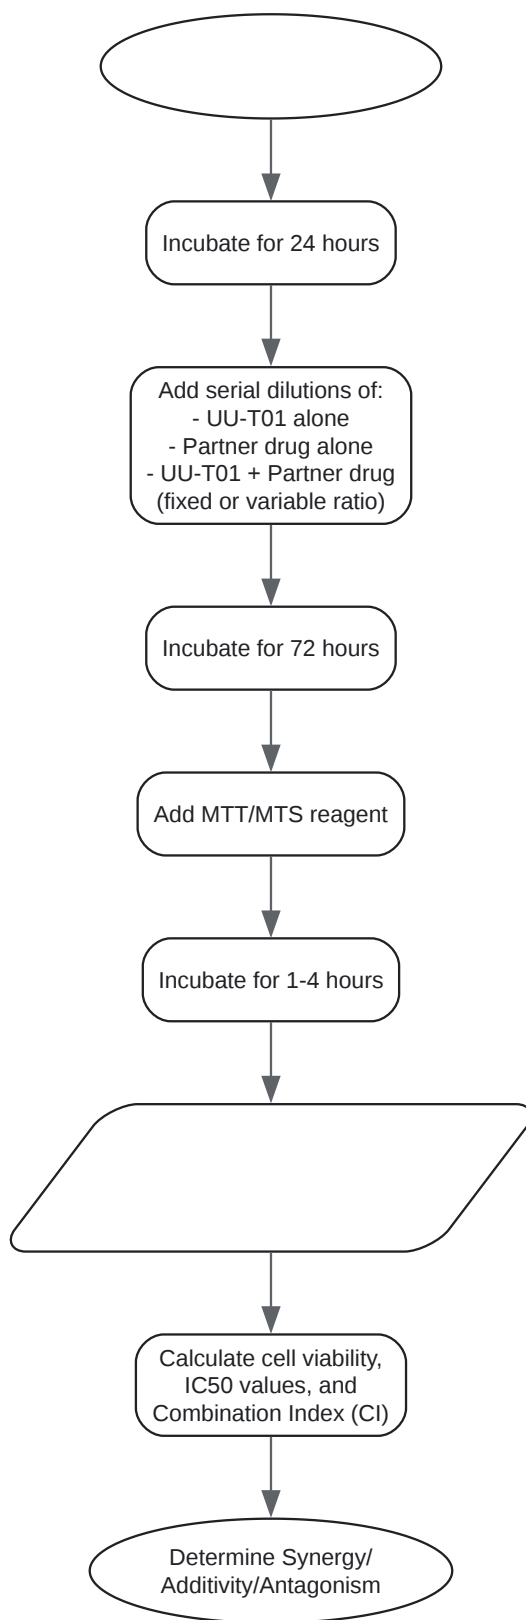 Incubate for 24 hours
Add serial dilutions of:
- UU-T01 alone
- Partner drug alone
- UU-T01 + Partner drug
(fixed or variable ratio)
Incubate for 72 hours
Add MTT/MTS reagent
Incubate for 1-4 hours
Calculate cell viability,
IC50 values, and
Combination Index (CI)
Determine Synergy/
Additivity/Antagonism